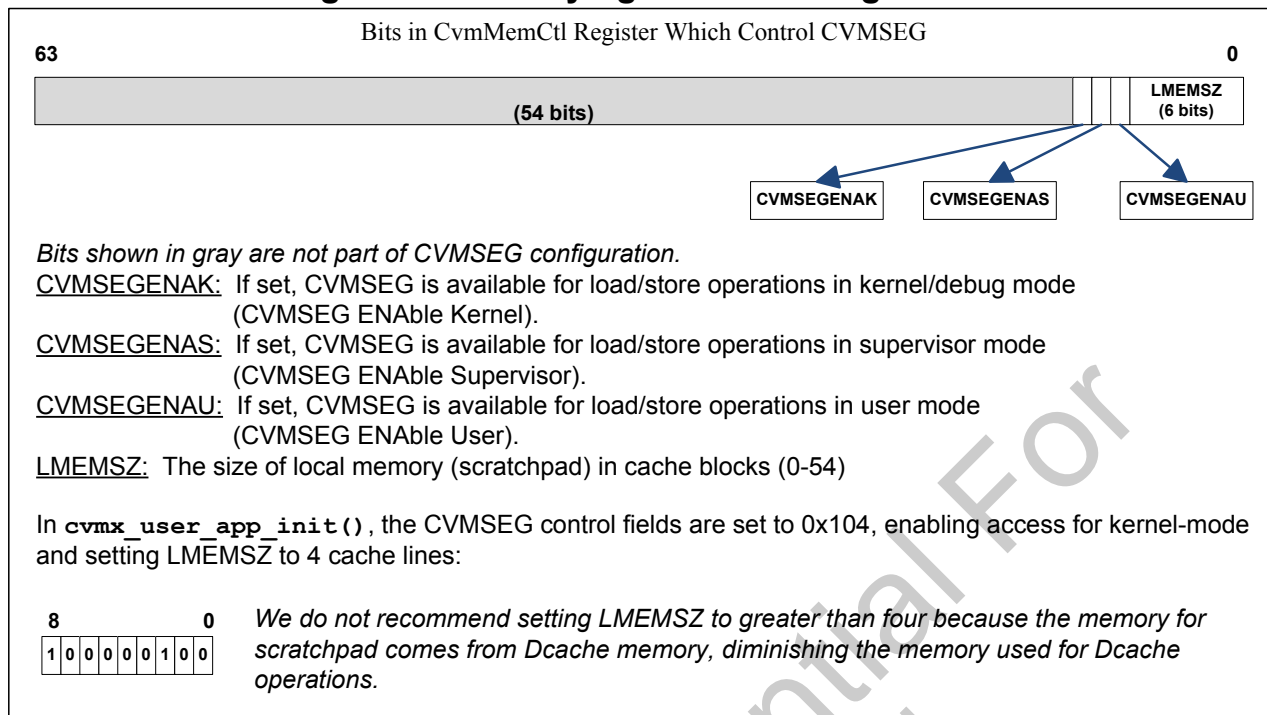 Bits in CvmMemCtl Register Which Control CVMSEG
63 0
LMEMSZ
(6 bits)
(54 bits)
CVMSEGENAK CVMSEGENAS CVMSEGENAU
Bits shown in gray are not part of CVMSEG configuration.
CVMSEGENAK: If set, CVMSEG is available for load/store operations in kernel/debug mode
(CVMSEG ENAble Kernel).
CVMSEGENAS: If set, CVMSEG is available for load/store operations in supervisor mode
(CVMSEG ENAble Supervisor).
CVMSEGENAU: If set, CVMSEG is available for load/store operations in user mode
(CVMSEG ENAble User).
LMEMSZ: The size of local memory (scratchpad) in cache blocks (0-54)
In cvmx_user_app_init(), the CVMSEG control fields are set to 0x104, enabling access for kernel-mode
and setting LMEMSZ to 4 cache lines:
8 0
1 0 0 0 0 0 1 0 0
We do not recommend setting LMEMSZ to greater than four because the memory for
scratchpad comes from Dcache memory, diminishing the memory used for Dcache
operations.
ntial For